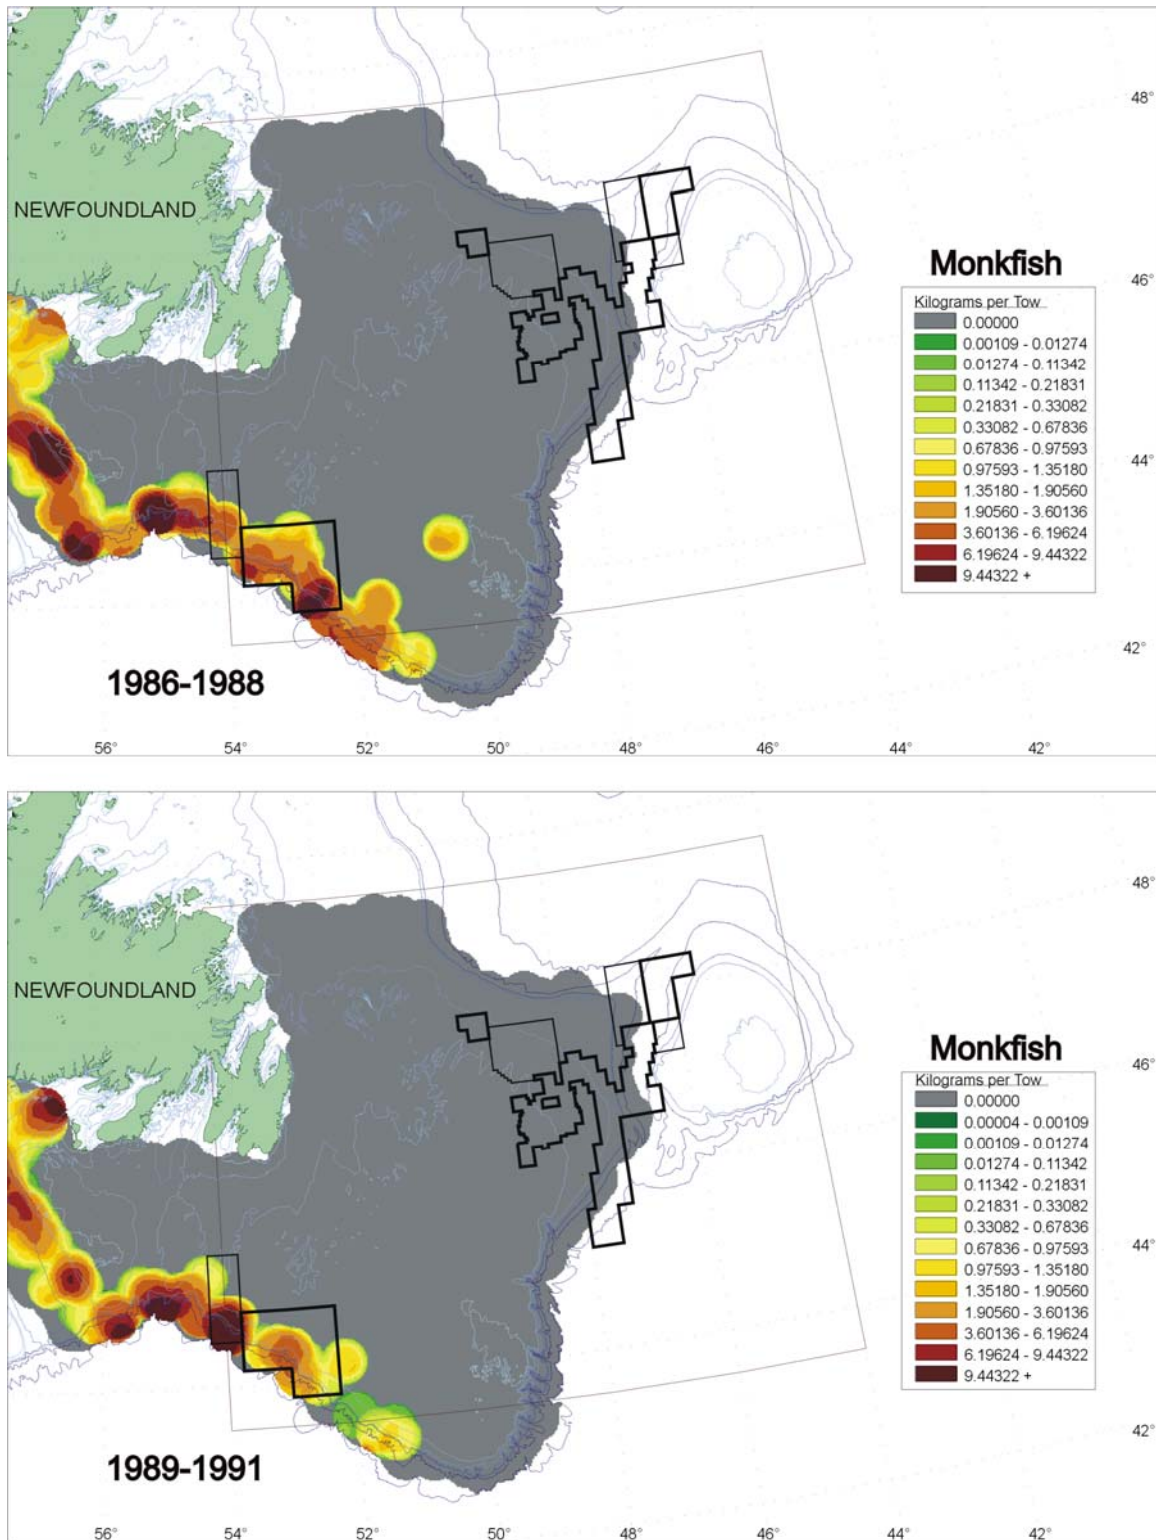 NEWFOUNDLAND
Monkfish
Kilograms per Tow
0.00000
0.00109 - 0.01274
0.01274 - 0.11342
0.11342 - 0.21831
0.21831 - 0.33082
0.33082 - 0.67836
0.67836 - 0.97593
0.97593 - 1.35180
1.35180 - 1.90560
1.90560 - 3.60136
3.60136 - 6.19624
6.19624 - 9.44322
9.44322 +
48°
46°
44°
42°
1986-1988
56°
54°
52°
50°
48°
46°
44°
42°
NEWFOUNDLAND
Monkfish
Kilograms per Tow
0.00000
0.00004 - 0.00109
0.00109 - 0.01274
0.01274 - 0.11342
0.11342 - 0.21831
0.21831 - 0.33082
0.33082 - 0.67836
0.67836 - 0.97593
0.97593 - 1.35180
1.35180 - 1.90560
1.90560 - 3.60136
3.60136 - 6.19624
6.19624 - 9.44322
9.44322 +
48°
46°
44°
42°
1989-1991
56°
54°
52°
50°
48°
46°
44°
42°